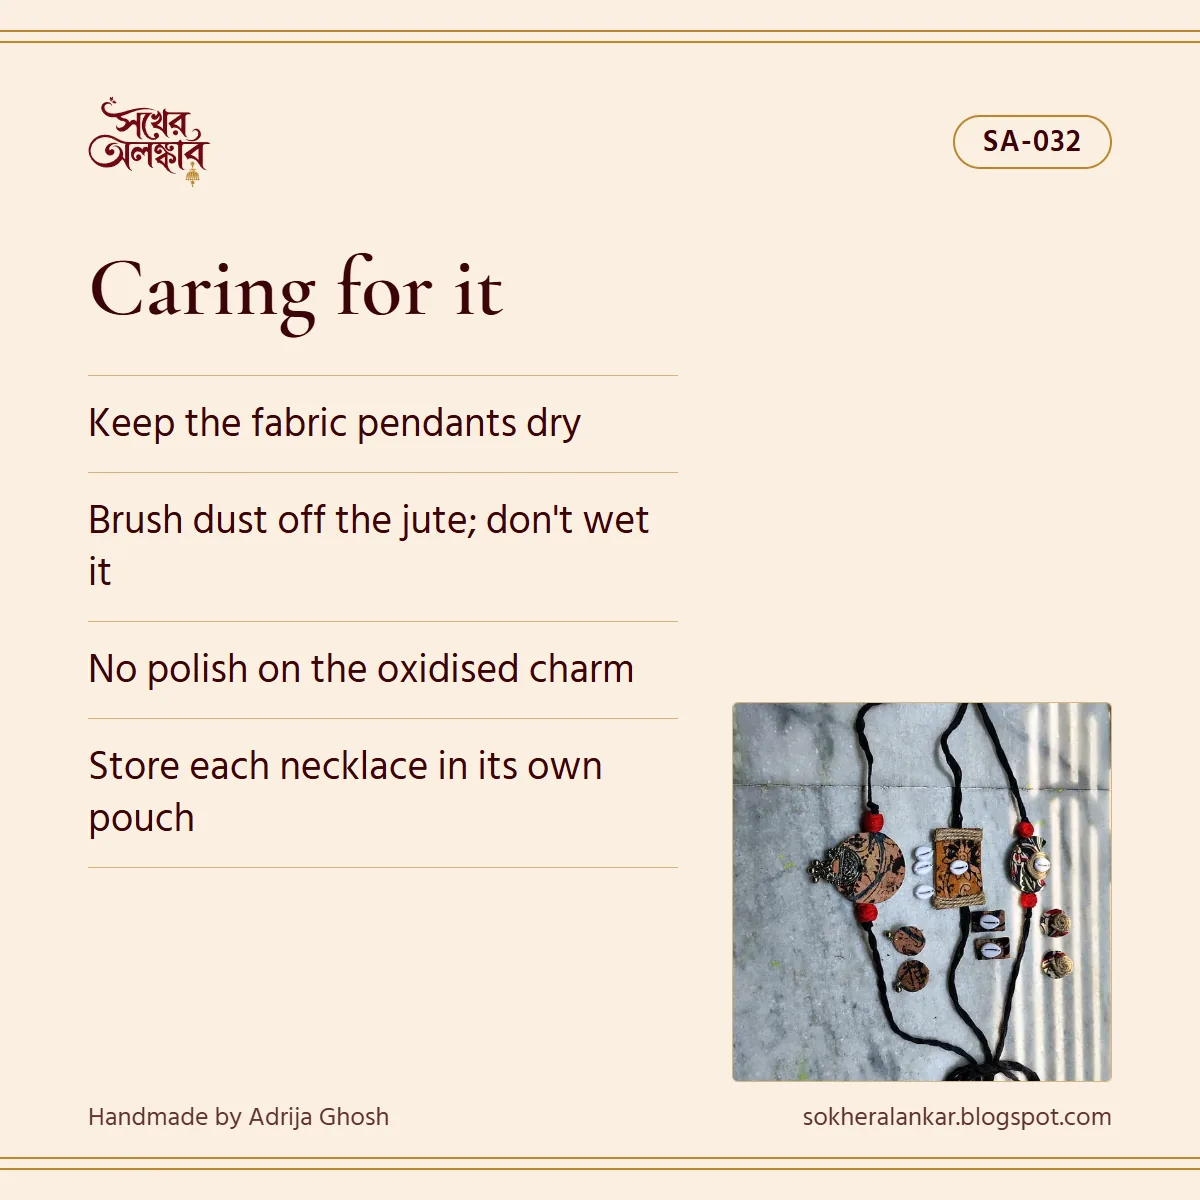 সখের
অলঙ্কার
SA-032
Caring for it
Keep the fabric pendants dry
Brush dust off the jute; don't wet
it
No polish on the oxidised charm
Store each necklace in its own
pouch
Handmade by Adrija Ghosh
sokheralankar.blogspot.com